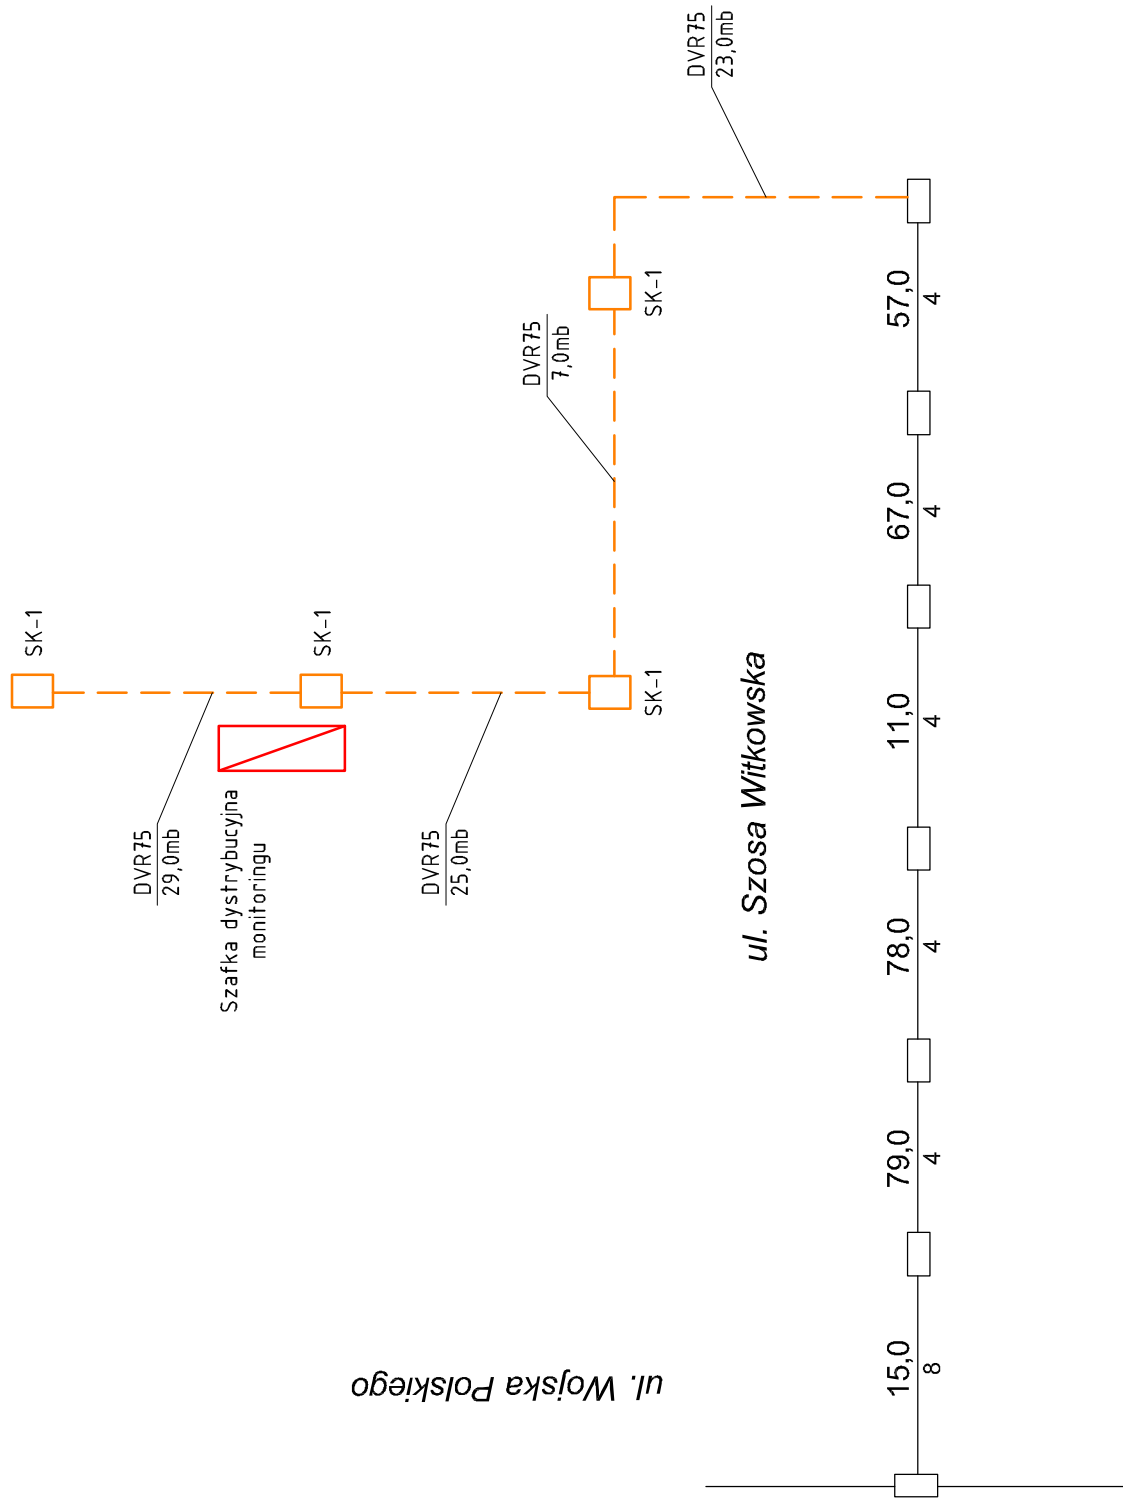 DVR75
23,0mb
SK-1
DVR75
7,0mb
SK-1
SK-1
SK-1
DVR75
29,0mb
DVR75
25,0mb
Szafka dystrybucyjna
monitoringu
ul. Szosa Witkowska
ul. Wojska Polskiego
15,0
8
79,0
4
78,0
4
11,0
4
67,0
4
57,0
4